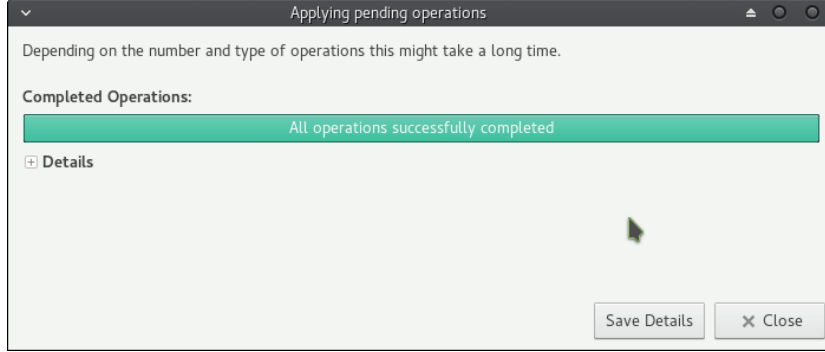 Applying pending operations
Depending on the number and type of operations this might take a long time.
Completed Operations:
All operations successfully completed
Details
Save Details
Close